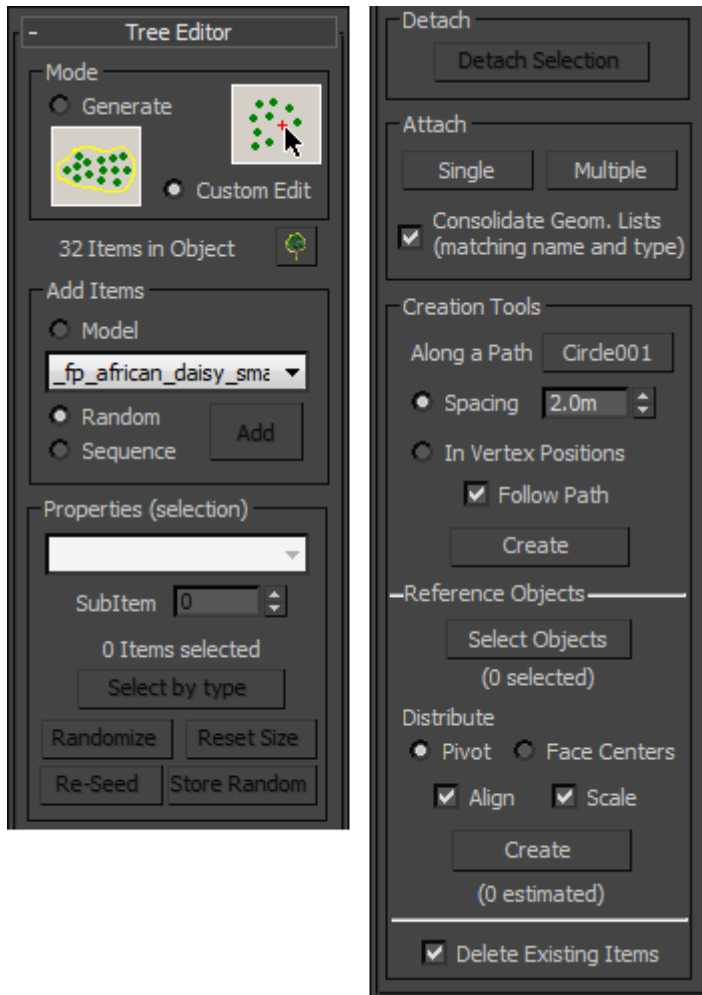 - Tree Editor
Mode
Generate
Custom Edit
32 Items in Object
Add Items
Model
_fp_african_daisy_sma
Random
Sequence
Add
Properties (selection)
SubItem 0
0 Items selected
Select by type
Randomize Reset Size
Re-Seed Store Random
Detach
Detach Selection
Attach
Single Multiple
Consolidate Geom. Lists
(matching name and type)
Creation Tools
Along a Path Circle001
Spacing 2.0m
In Vertex Positions
Follow Path
Create
Reference Objects
Select Objects
(0 selected)
Distribute
Pivot Face Centers
Align Scale
Create
(0 estimated)
Delete Existing Items